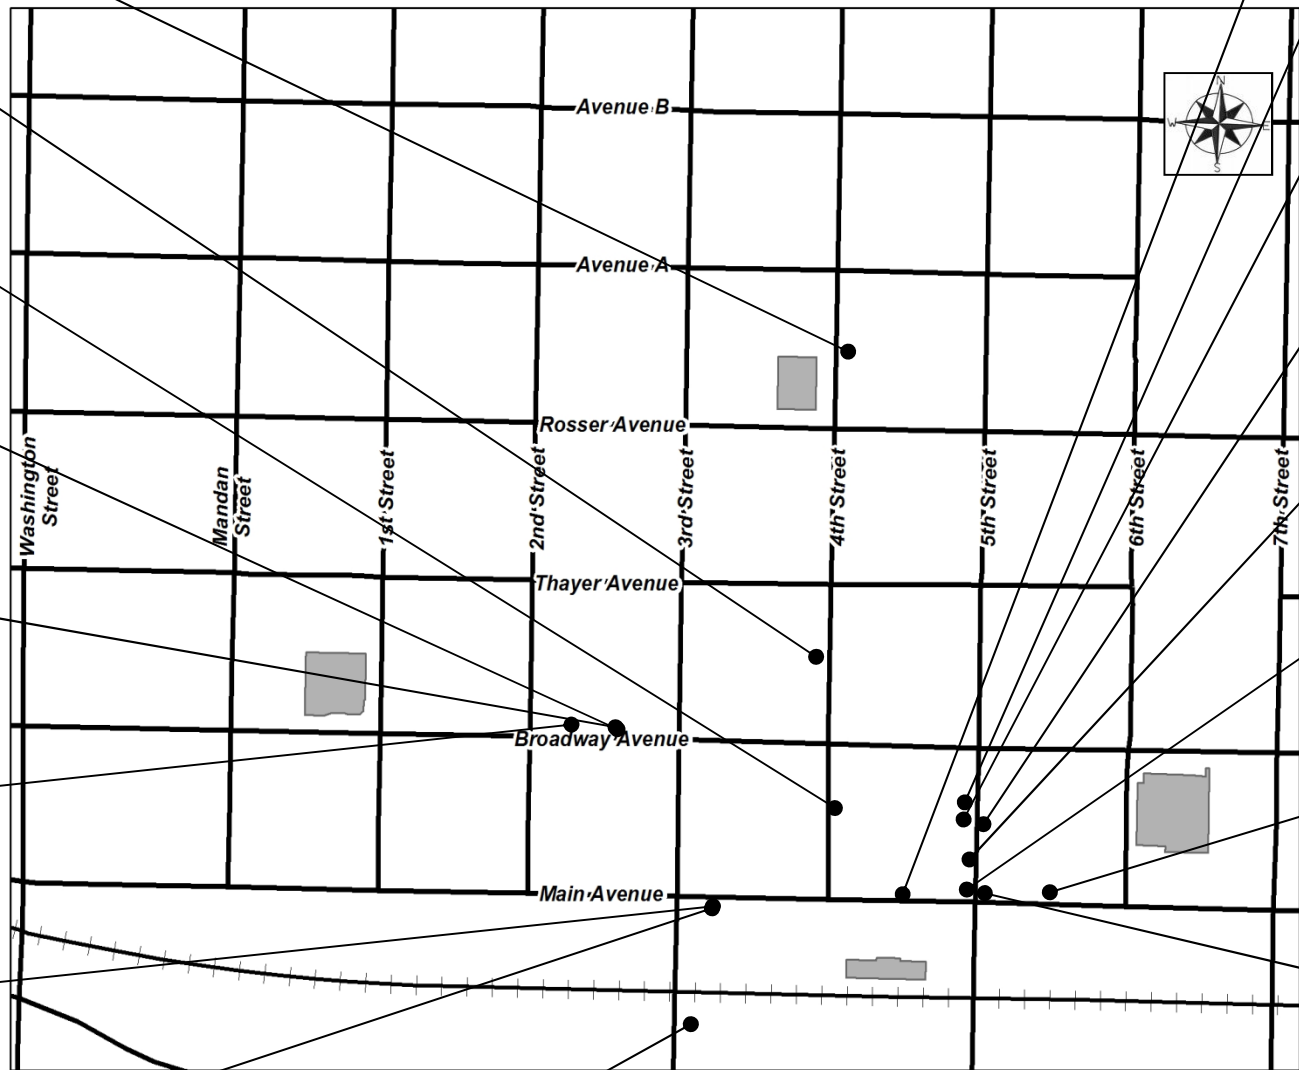 Avenue B
N
W
E
S
Avenue A
Rosser Avenue
Washington
Street
Mandan
Street
1st Street
2nd Street
3rd Street
4th Street
5th Street
6th Street
7th Street
Thayer Avenue
Broadway Avenue
Main Avenue